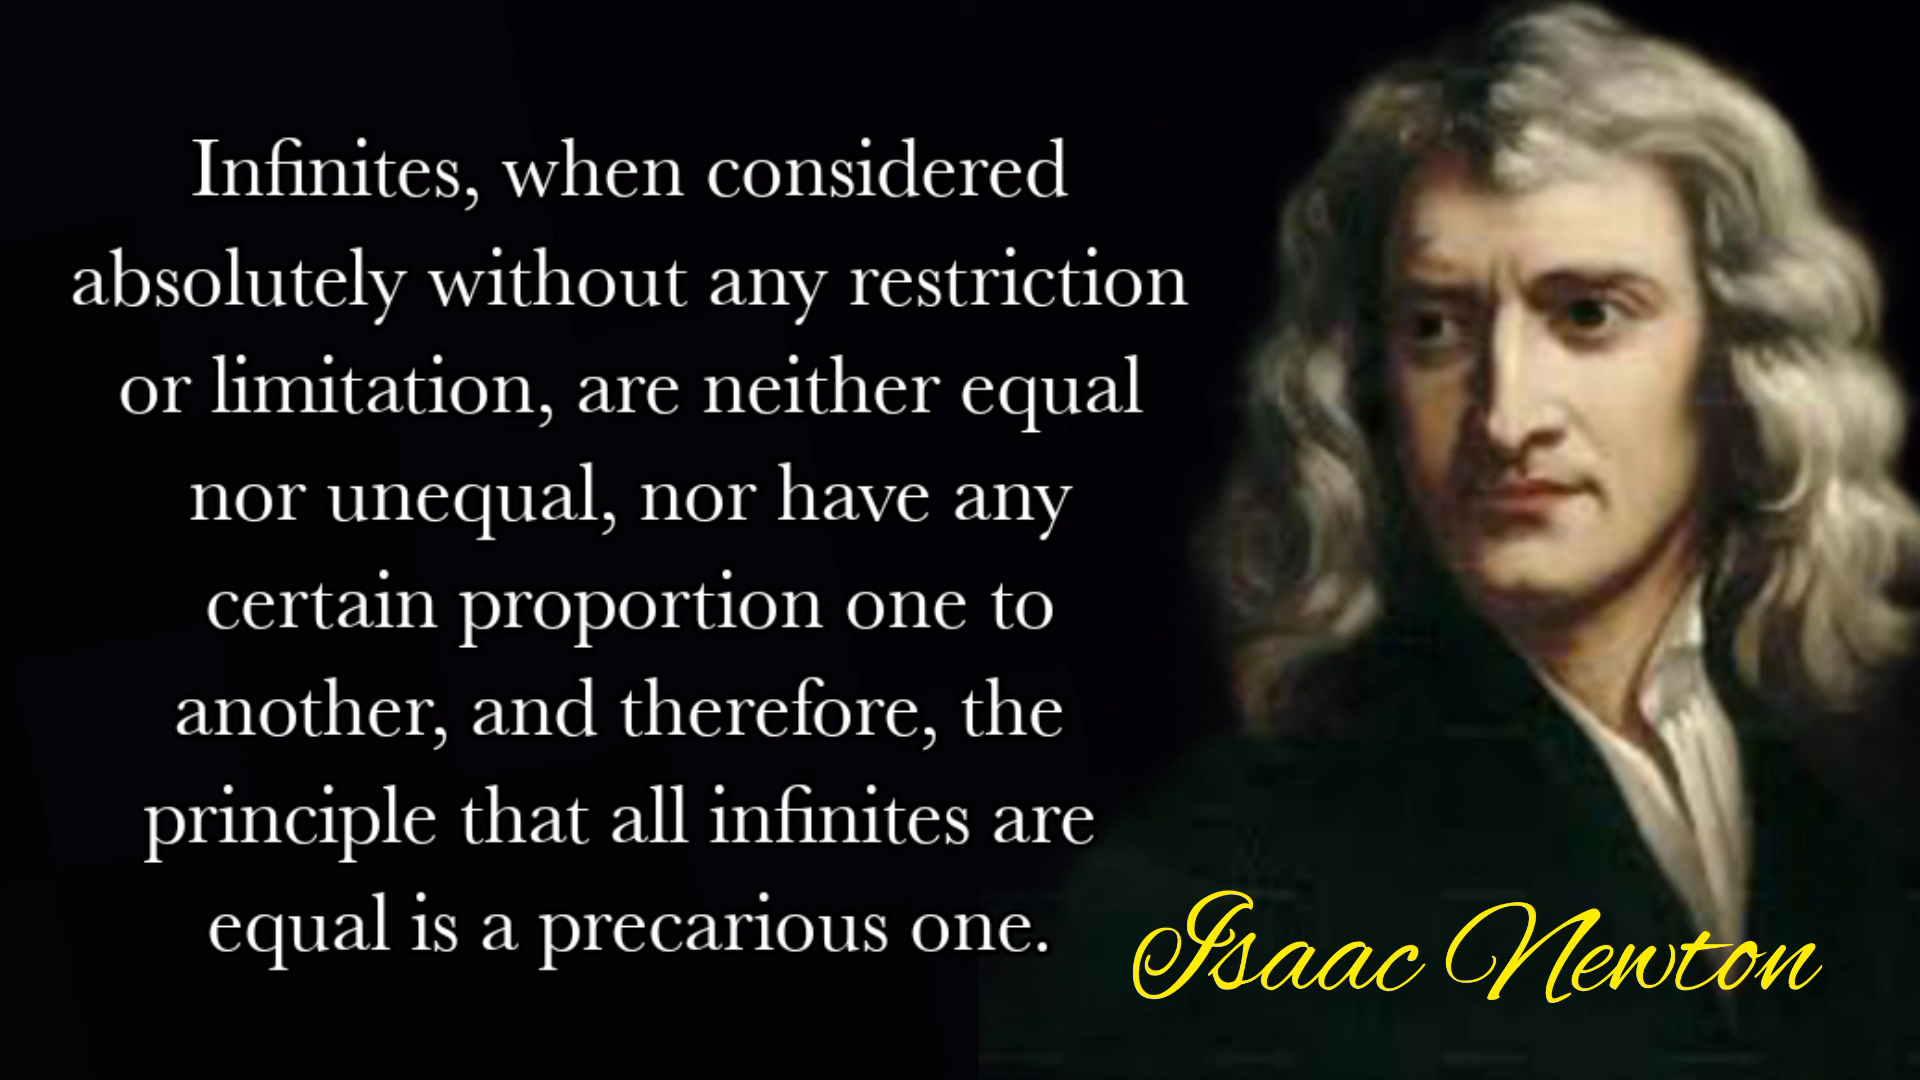 Infinites, when considered
absolutely without any restriction
or limitation, are neither equal
nor unequal, nor have any
certain proportion one to
another, and therefore, the
principle that all infinites are
equal is a precarious one.
Isaac Newton